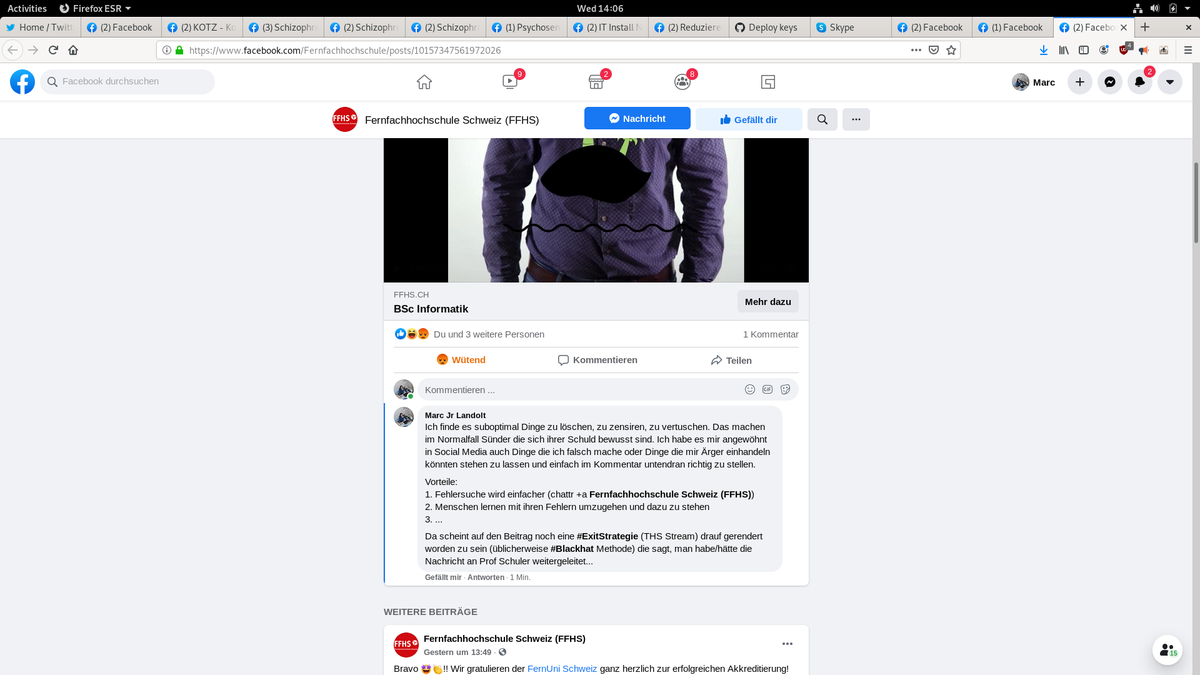 Activities Firefox ESR Wed 14:06
Home / Twitt (2) Facebook (2) KOTZ - Kö (3) Schizophr (2) Schizophr (2) Schizophr (1) Psychosen (2) IT Install N (2) Reduziere Deploy keys Skype (2) Facebook (1) Facebook (2) Faceboo
https://www.facebook.com/Fernfachhochschule/posts/10157347561972026 4
Facebook durchsuchen 9 2 8 Marc 2
FFHS Fernfachhochschule Schweiz (FFHS) Nachricht Gefällt dir
FFHS.CH
BSc Informatik Mehr dazu
Du und 3 weitere Personen 1 Kommentar
Wütend Kommentieren Teilen
Kommentieren ... GIF
Marc Jr Landolt
Ich finde es suboptimal Dinge zu löschen, zu zensiren, zu vertuschen. Das machen
im Normalfall Sünder die sich ihrer Schuld bewusst sind. Ich habe es mir angewöhnt
in Social Media auch Dinge die ich falsch mache oder Dinge die mir Ärger einhandeln
könnten stehen zu lassen und einfach im Kommentar untendran richtig zu stellen.
Vorteile:
1. Fehlersuche wird einfacher (chattr +a Fernfachhochschule Schweiz (FFHS))
2. Menschen lernen mit ihren Fehlern umzugehen und dazu zu stehen
3. ...
Da scheint auf den Beitrag noch eine #ExitStrategie (THS Stream) drauf gerendert
worden zu sein (üblicherweise #Blackhat Methode) die sagt, man habe/hätte die
Nachricht an Prof Schuler weitergeleitet...
Gefällt mir · Antworten · 1 Min.
WEITERE BEITRÄGE
FFHS Fernfachhochschule Schweiz (FFHS)
Gestern um 13:49 ·
Bravo !! Wir gratulieren der FernUni Schweiz ganz herzlich zur erfolgreichen Akkreditierung!
15